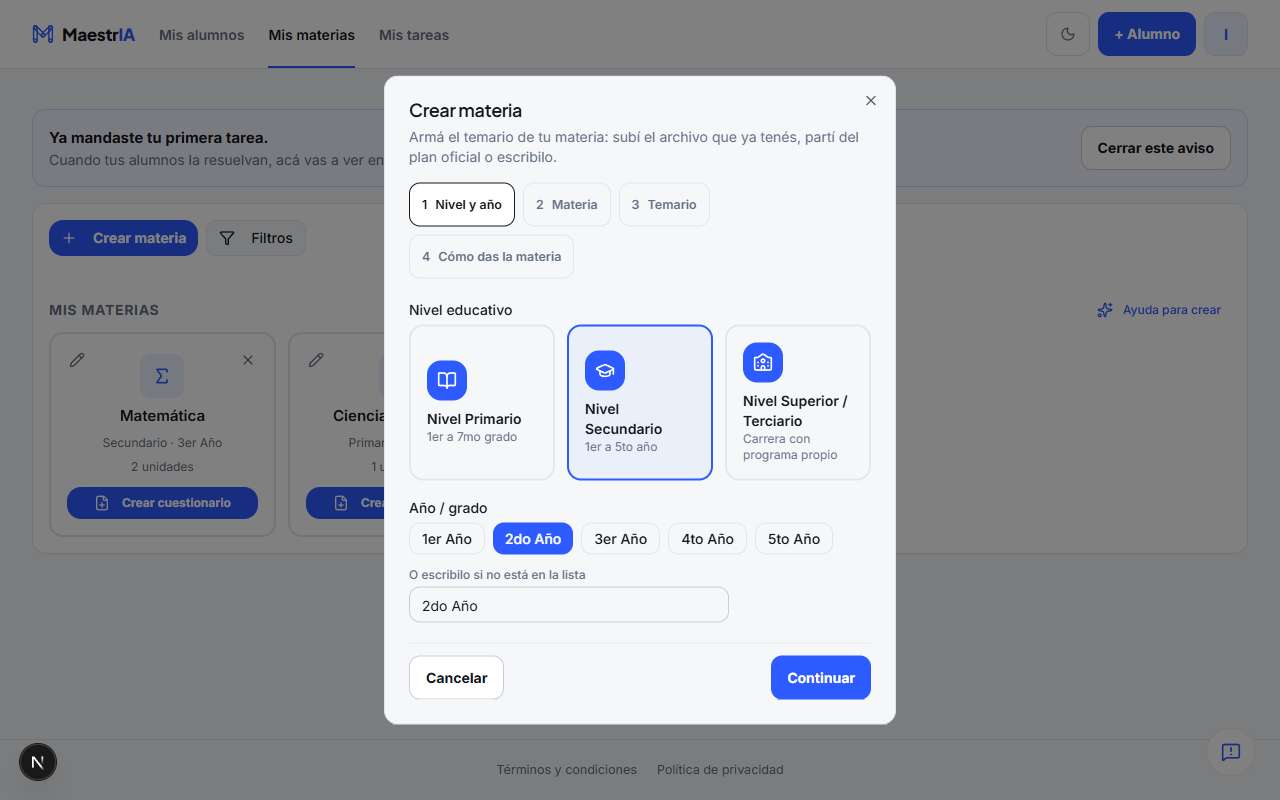 MaestrIA
Mis alumnos
Mis materias
Mis tareas
+ Alumno
I
Ya mandaste tu primera tarea.
Cuando tus alumnos la resuelvan, acá vas a ver en
Cerrar este aviso
Crear materia
Filtros
MIS MATERIAS
Ayuda para crear
Matemática
Secundario · 3er Año
2 unidades
Crear cuestionario
Crear materia
Armá el temario de tu materia: subí el archivo que ya tenés, partí del
plan oficial o escribilo.
1 Nivel y año
2 Materia
3 Temario
4 Cómo das la materia
Nivel educativo
Nivel Primario
1er a 7mo grado
Nivel
Secundario
1er a 5to año
Nivel Superior /
Terciario
Carrera con
programa propio
Año / grado
1er Año
2do Año
3er Año
4to Año
5to Año
O escribilo si no está en la lista
2do Año
Cancelar
Continuar
N
Términos y condiciones
Política de privacidad